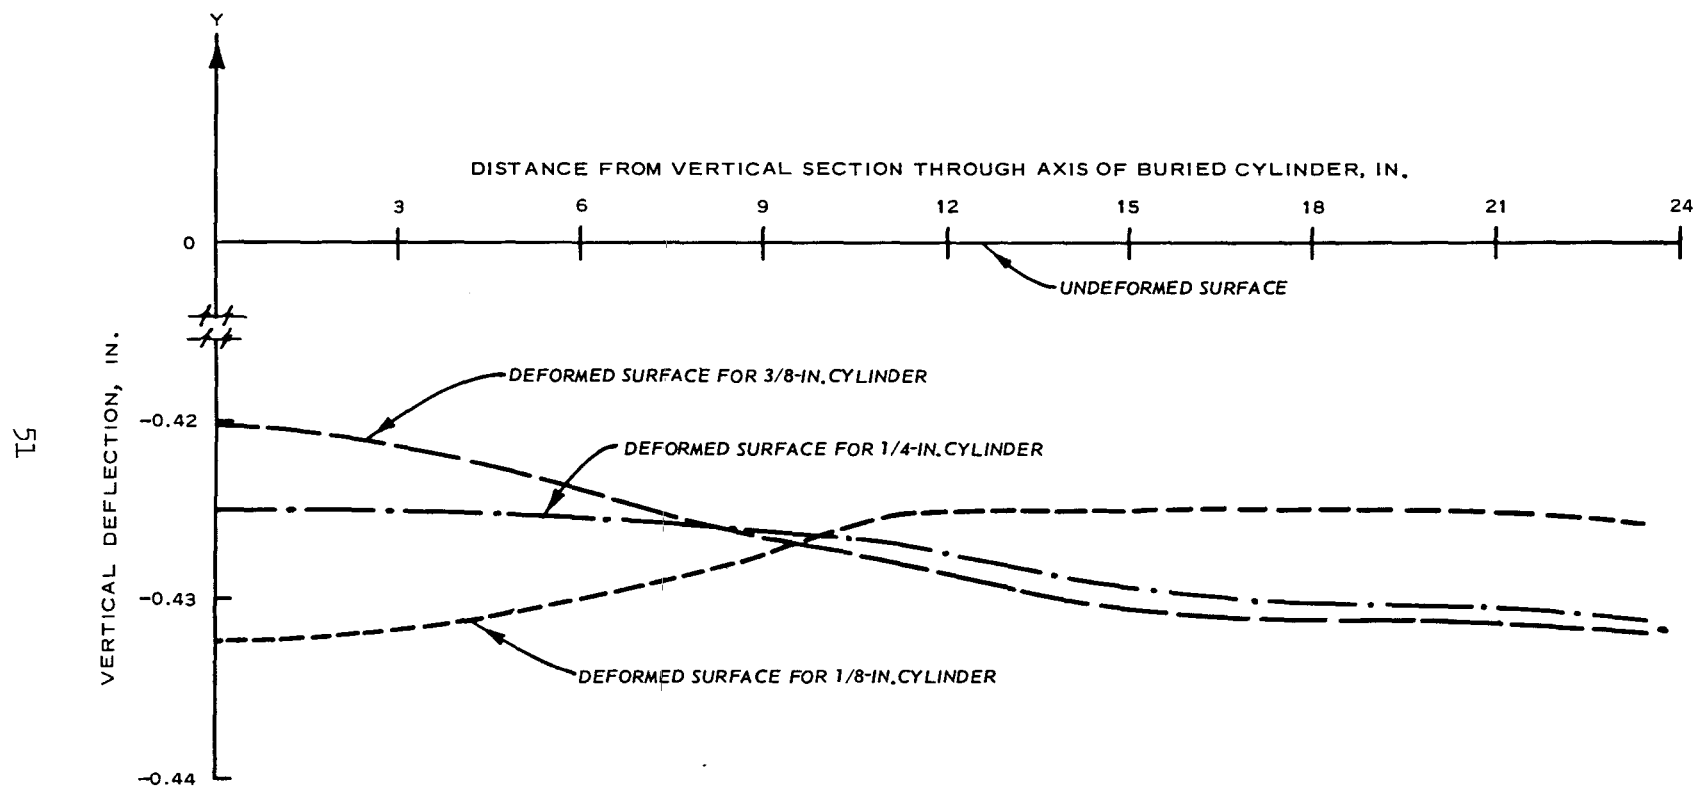 Y
DISTANCE FROM VERTICAL SECTION THROUGH AXIS OF BURIED CYLINDER, IN.
3 6 9 12 15 18 21 24
0
UNDEFORMED SURFACE
DEFORMED SURFACE FOR 3/8-IN. CYLINDER
-0.42
DEFORMED SURFACE FOR 1/4-IN. CYLINDER
VERTICAL DEFLECTION, IN.
51
-0.43
DEFORMED SURFACE FOR 1/8-IN. CYLINDER
-0.44